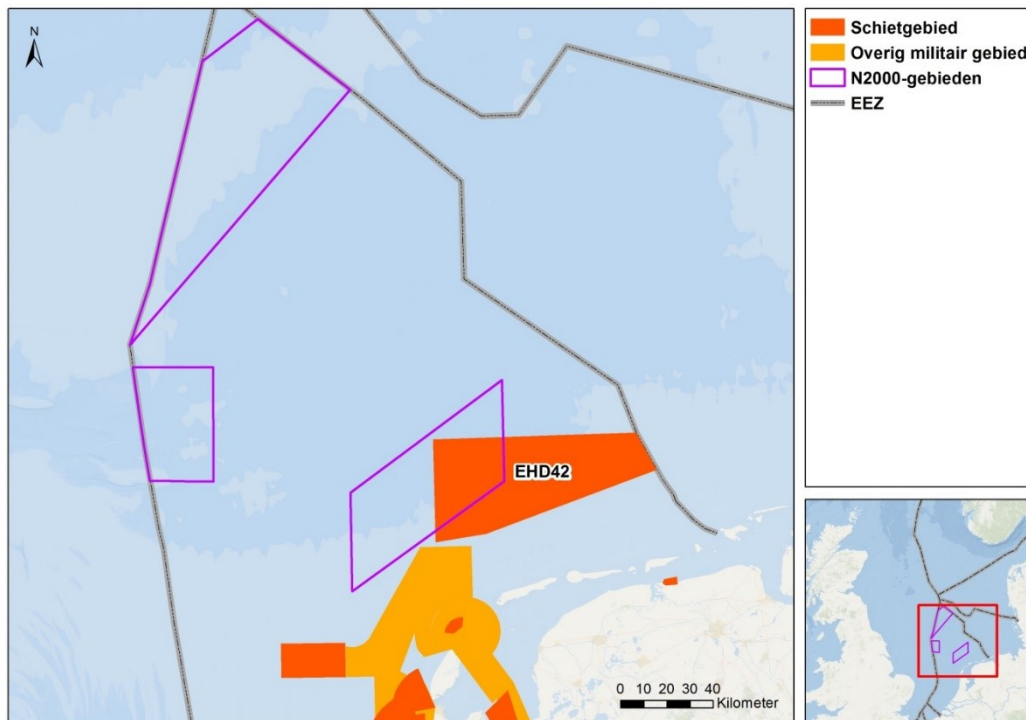 N
Schietgebied
Overig militair gebied
N2000-gebieden
EEZ
EHD42
0 10 20 30 40
Kilometer